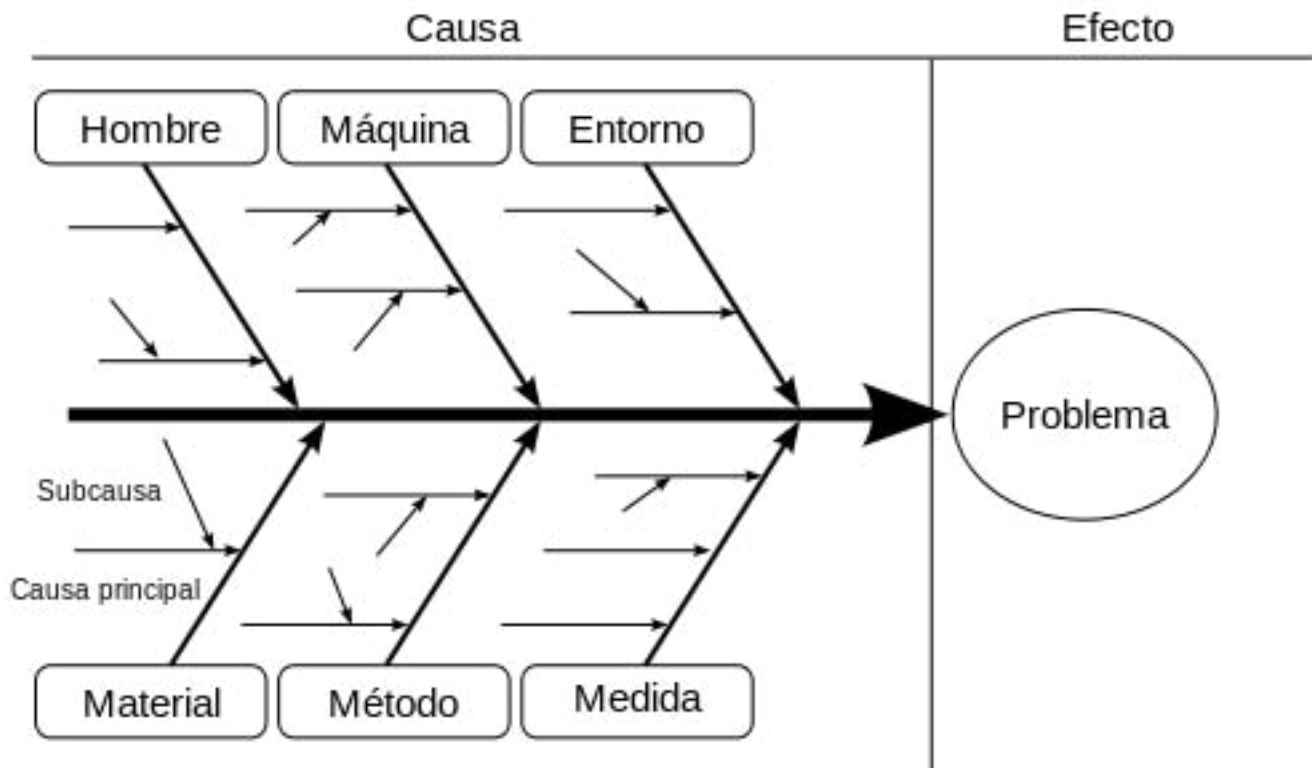 Causa
Efecto
Hombre
Máquina
Entorno
Problema
Subcausa
Causa principal
Material
Método
Medida